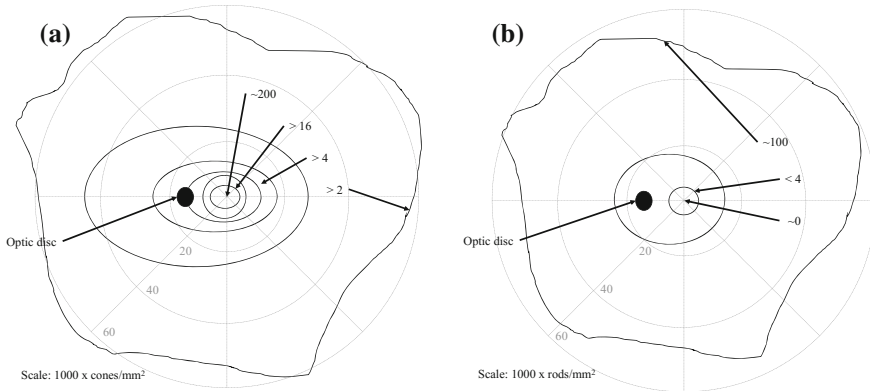 (a)
~200
> 16
> 4
> 2
Optic disc
20
40
60
Scale: 1000 x cones/mm²
(b)
~100
< 4
~0
Optic disc
20
40
60
Scale: 1000 x rods/mm²